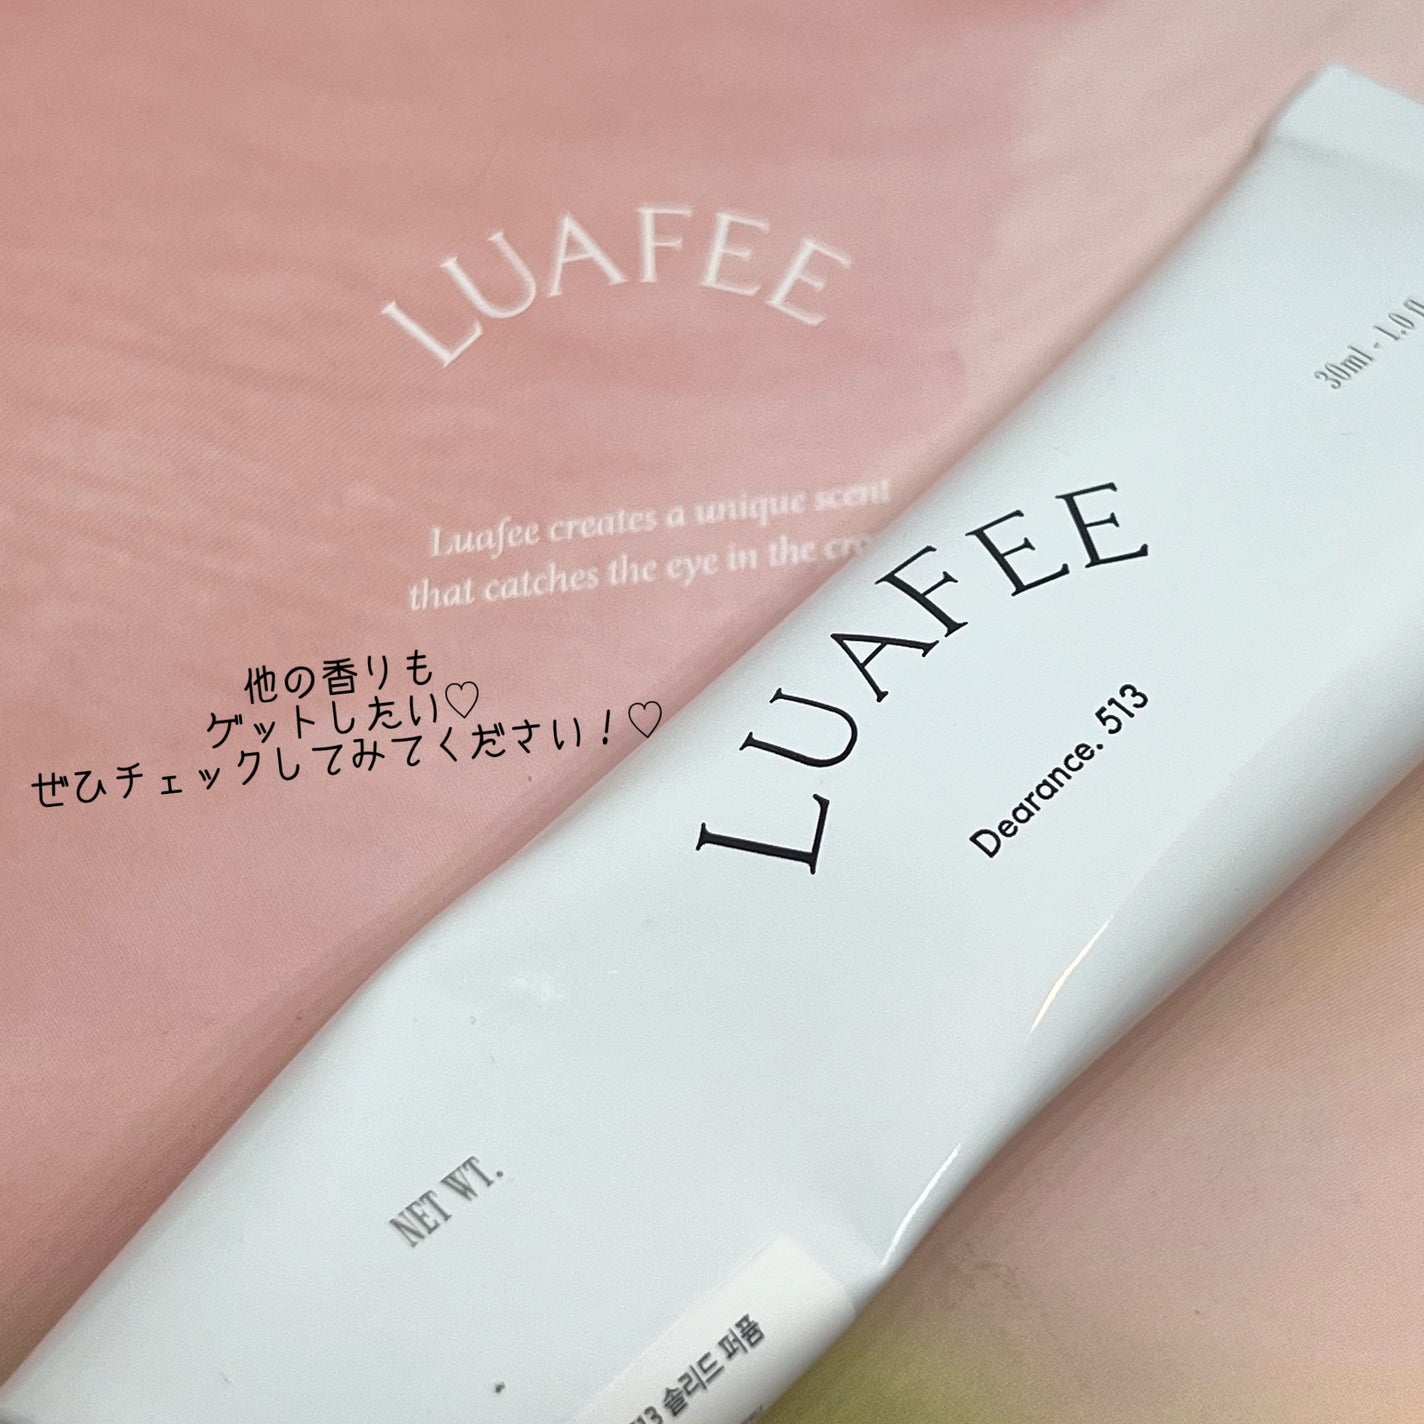 LUAFEE
Luafee creates a unique scent
that catches the eye in the
他の香りも
ゲットしたい♡
ぜひチェックしてみてください！♡
30ml - 1.0
LUAFEE
Dearance. 513
NET WT.
솔리드 퍼퓸